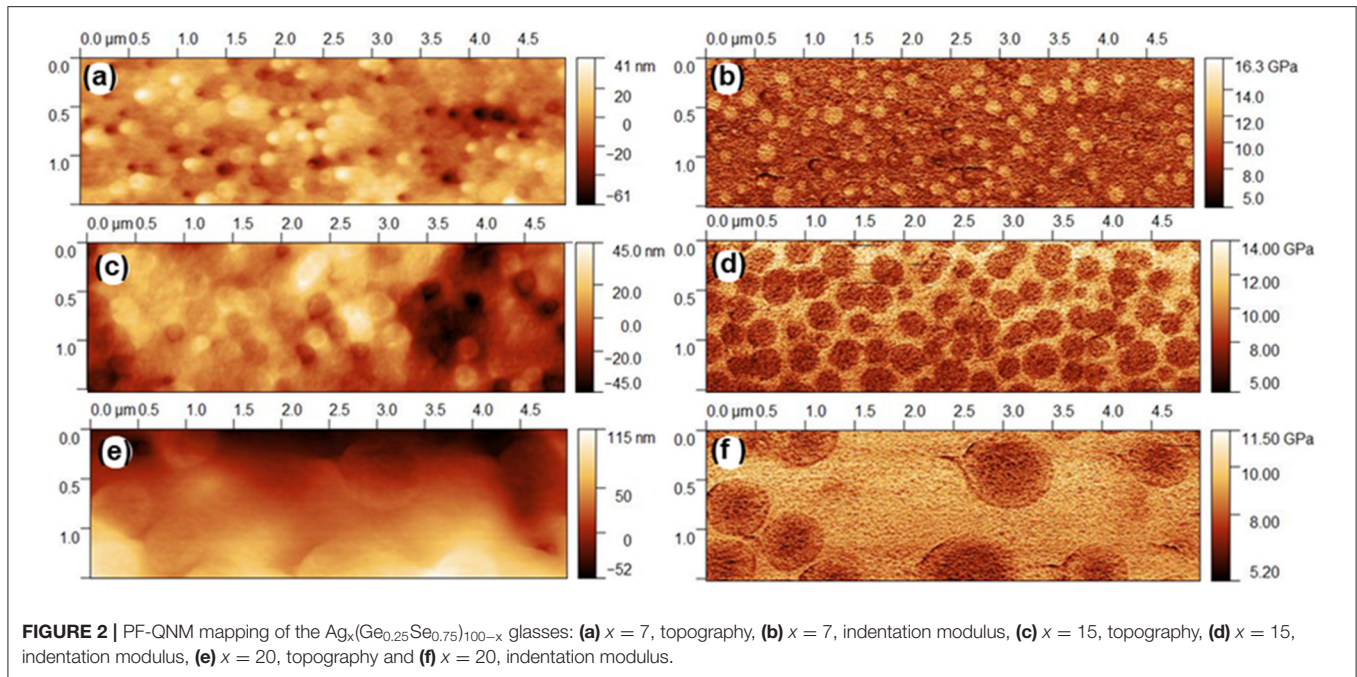 0.0 µm 0.5 1.0 1.5 2.0 2.5 3.0 3.5 4.0 4.5
0.0
0.5
1.0
(a)
41 nm
20
0
−20
−61
0.0 µm 0.5 1.0 1.5 2.0 2.5 3.0 3.5 4.0 4.5
0.0
0.5
1.0
(b)
16.3 GPa
14.0
12.0
10.0
8.0
5.0
0.0 µm 0.5 1.0 1.5 2.0 2.5 3.0 3.5 4.0 4.5
0.0
0.5
1.0
(c)
45.0 nm
20.0
0.0
−20.0
−45.0
0.0 µm 0.5 1.0 1.5 2.0 2.5 3.0 3.5 4.0 4.5
0.0
0.5
1.0
(d)
14.00 GPa
12.00
10.00
8.00
5.00
0.0 µm 0.5 1.0 1.5 2.0 2.5 3.0 3.5 4.0 4.5
0.0
0.5
1.0
(e)
115 nm
50
0
−52
0.0 µm 0.5 1.0 1.5 2.0 2.5 3.0 3.5 4.0 4.5
0.0
0.5
1.0
(f)
11.50 GPa
10.00
8.00
5.20
FIGURE 2 | PF-QNM mapping of the Agₓ(Ge₀.₂₅Se₀.₇₅)₁₀₀₋ₓ glasses: (a) x = 7, topography, (b) x = 7, indentation modulus, (c) x = 15, topography, (d) x = 15,
indentation modulus, (e) x = 20, topography and (f) x = 20, indentation modulus.